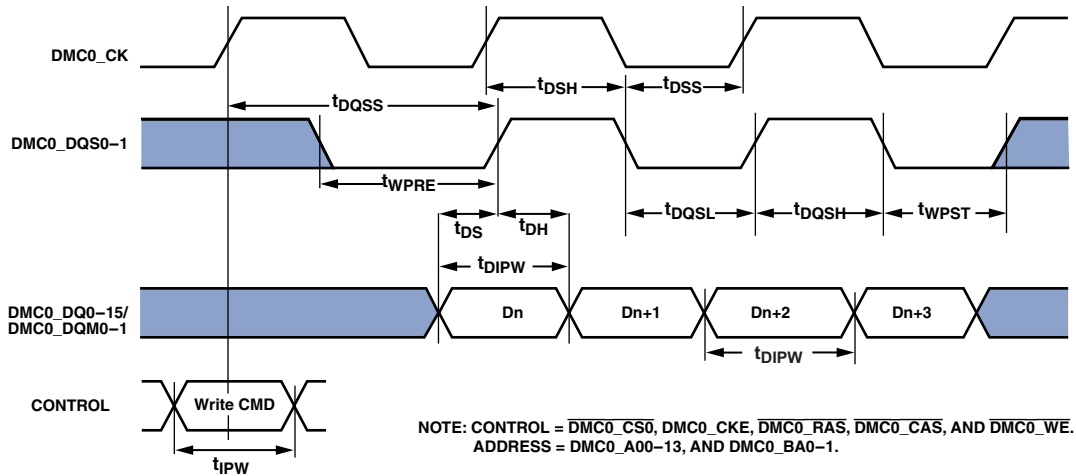 DMC0_CK
tDSH
tDSS
tDQSS
DMC0_DQS0–1
tWPRE
tDQSL
tDQSH
tWPST
tDS
tDH
tDIPW
DMC0_DQ0–15/
DMC0_DQM0–1
Dn
Dn+1
Dn+2
Dn+3
tDIPW
CONTROL
Write CMD
tIPW
NOTE: CONTROL = DMC0_CS0, DMC0_CKE, DMC0_RAS, DMC0_CAS, AND DMC0_WE.
ADDRESS = DMC0_A00-13, AND DMC0_BA0-1.